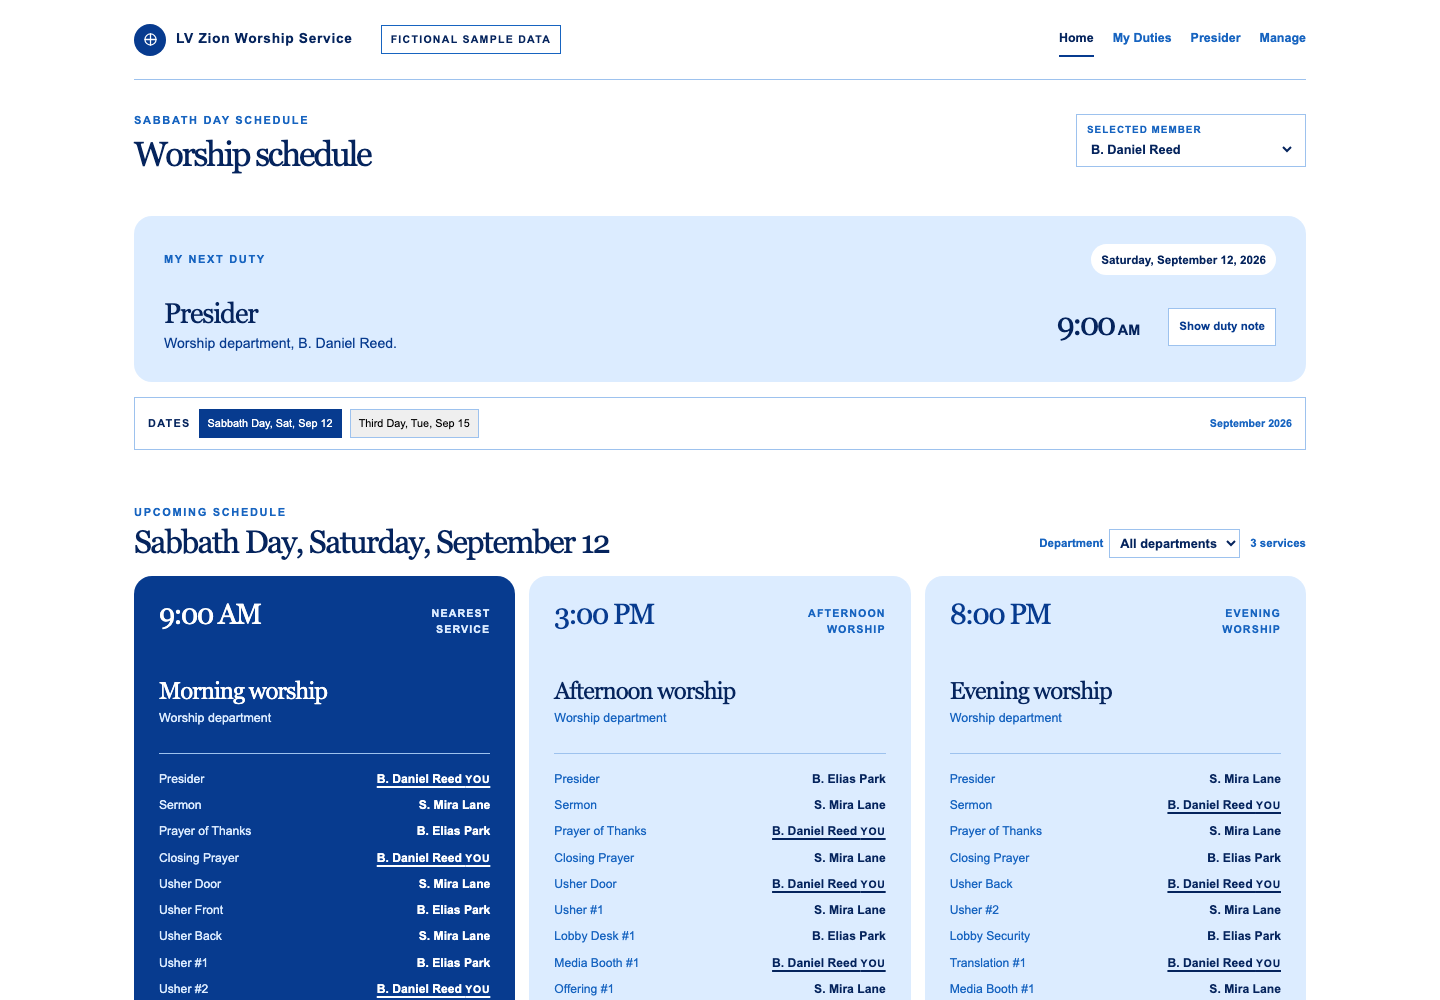 LV Zion Worship Service
FICTIONAL SAMPLE DATA
Home My Duties Presider Manage
SABBATH DAY SCHEDULE
Worship schedule
SELECTED MEMBER
B. Daniel Reed
MY NEXT DUTY
Saturday, September 12, 2026
Presider
Worship department, B. Daniel Reed.
9:00 AM
Show duty note
DATES Sabbath Day, Sat, Sep 12 Third Day, Tue, Sep 15 September 2026
UPCOMING SCHEDULE
Sabbath Day, Saturday, September 12
Department All departments 3 services
9:00 AM
NEAREST
SERVICE
Morning worship
Worship department
Presider B. Daniel Reed YOU
Sermon S. Mira Lane
Prayer of Thanks B. Elias Park
Closing Prayer B. Daniel Reed YOU
Usher Door S. Mira Lane
Usher Front B. Elias Park
Usher Back S. Mira Lane
Usher #1 B. Elias Park
Usher #2 B. Daniel Reed YOU
3:00 PM
AFTERNOON
WORSHIP
Afternoon worship
Worship department
Presider B. Elias Park
Sermon S. Mira Lane
Prayer of Thanks B. Daniel Reed YOU
Closing Prayer S. Mira Lane
Usher Door B. Daniel Reed YOU
Usher #1 S. Mira Lane
Lobby Desk #1 B. Elias Park
Media Booth #1 B. Daniel Reed YOU
Offering #1 S. Mira Lane
8:00 PM
EVENING
WORSHIP
Evening worship
Worship department
Presider S. Mira Lane
Sermon B. Daniel Reed YOU
Prayer of Thanks S. Mira Lane
Closing Prayer B. Elias Park
Usher Back B. Daniel Reed YOU
Usher #2 S. Mira Lane
Lobby Security B. Elias Park
Translation #1 B. Daniel Reed YOU
Media Booth #1 S. Mira Lane